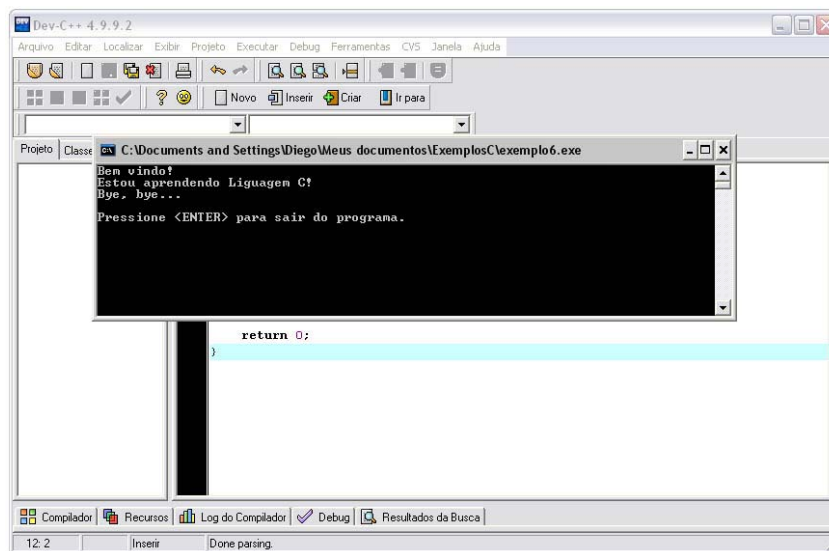 Dev-C++ 4.9.9.2
Arquivo Editar Localizar Exibir Projeto Executar Debug Ferramentas CVS Janela Ajuda
Novo Inserir Criar Ir para
Projeto Classe
C:\Documents and Settings\Diego\Meus documentos\ExemplosC\exemplo6.exe
Bem vindo!
Estou aprendendo Liguagem C!
Bye, bye...
Pressione <ENTER> para sair do programa.
return 0;
}
Compilador Recursos Log do Compilador Debug Resultados da Busca
12: 2 Inserir Done parsing.